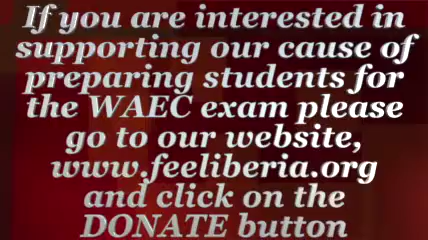 If you are interested in
supporting our cause of
preparing students for
the WAEC exam please
go to our website,
www.feeliberia.org
and click on the
DONATE button